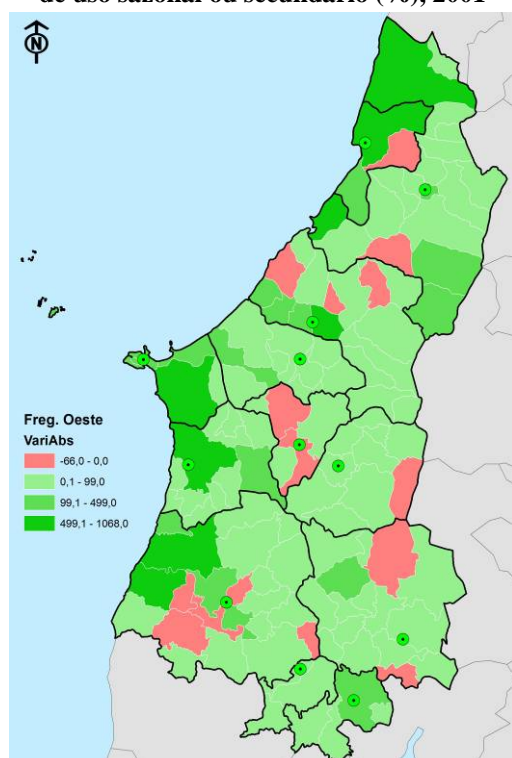 de uso sazonal ou secundário (%), 2001
N
Freg. Oeste
VariAbs
-66,0 - 0,0
0,1 - 99,0
99,1 - 499,0
499,1 - 1068,0